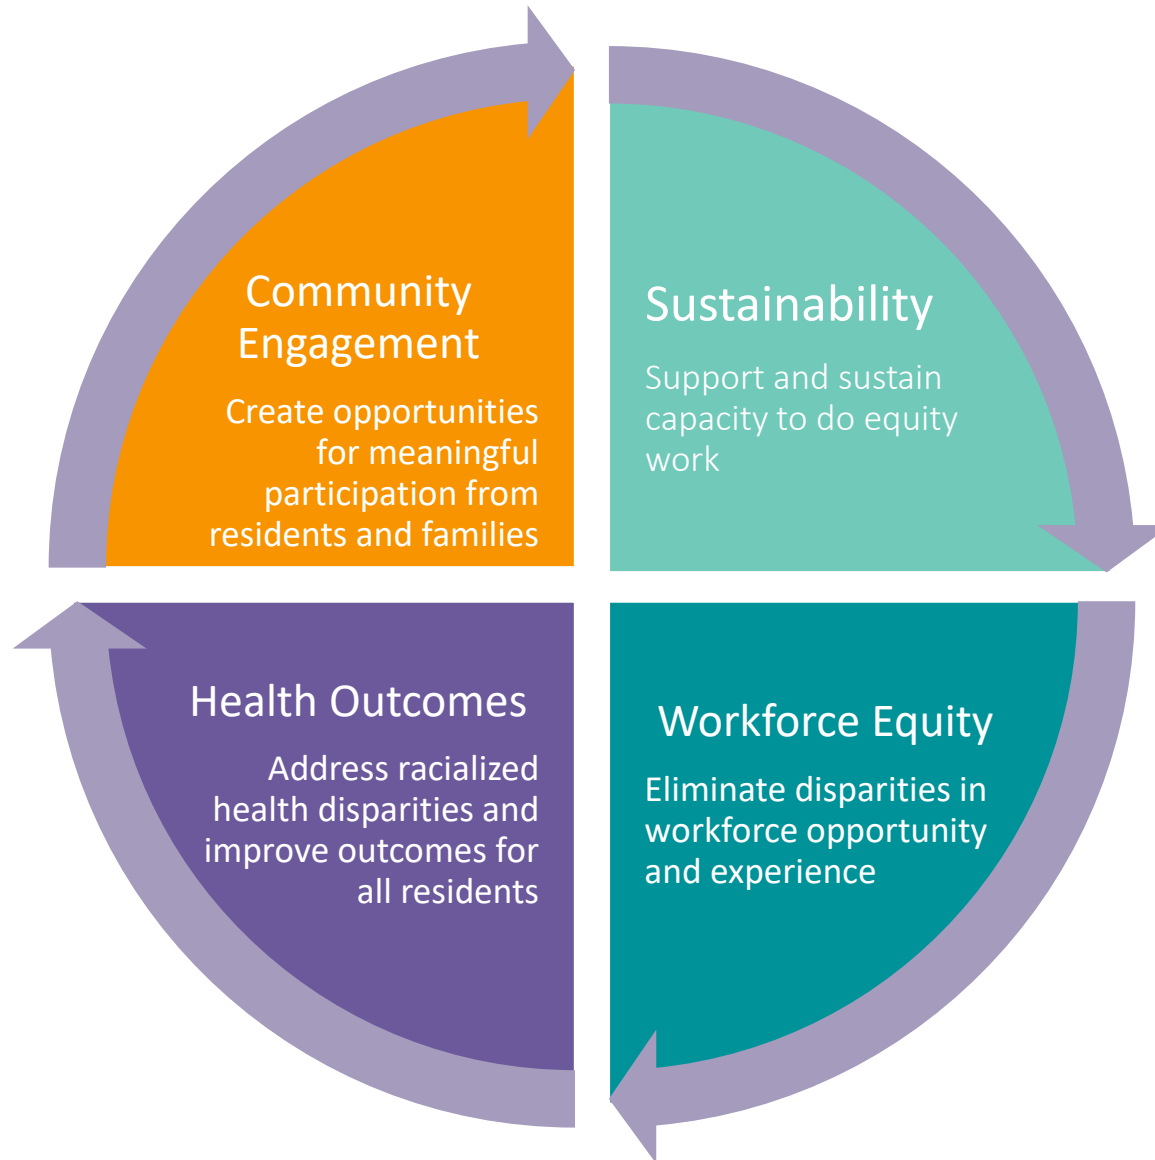 Community
Engagement
Create opportunities
for meaningful
participation from
residents and families
Sustainability
Support and sustain
capacity to do equity
work
Health Outcomes
Address racialized
health disparities and
improve outcomes for
all residents
Workforce Equity
Eliminate disparities in
workforce opportunity
and experience